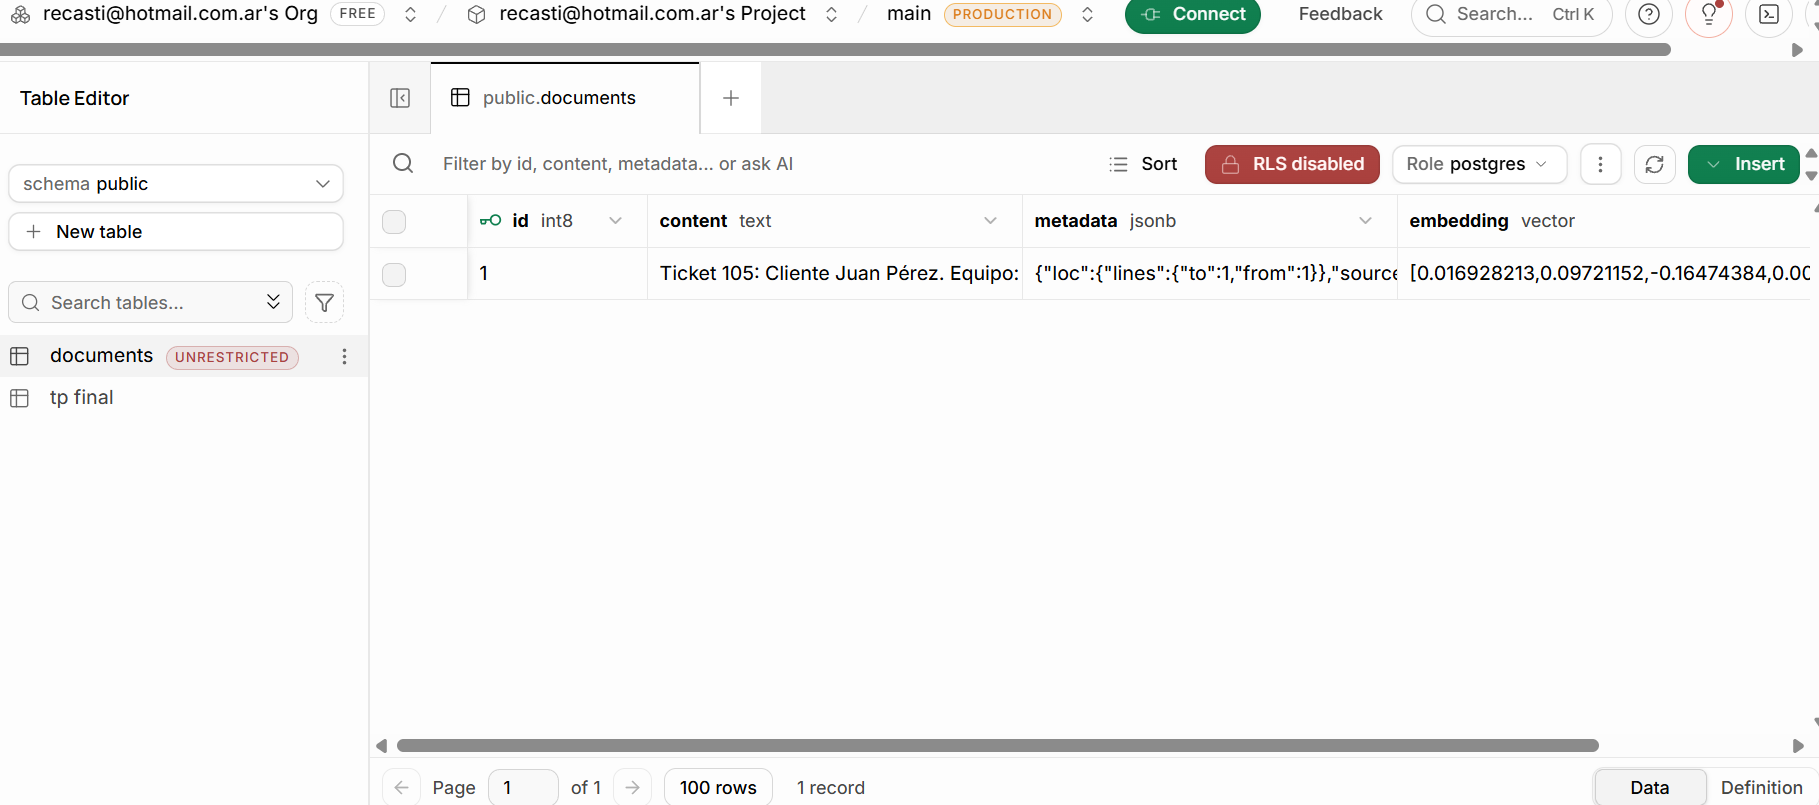 recasti@hotmail.com.ar's Org FREE / recasti@hotmail.com.ar's Project / main PRODUCTION Connect Feedback Search... Ctrl K
Table Editor
public.documents
schema public
New table
Search tables...
documents UNRESTRICTED
tp final
Filter by id, content, metadata... or ask AI Sort RLS disabled Role postgres Insert
id int8 content text metadata jsonb embedding vector
1 Ticket 105: Cliente Juan Pérez. Equipo: {"loc":{"lines":{"to":1,"from":1}},"source [0.016928213,0.09721152,-0.16474384,0.00
Page 1 of 1 100 rows 1 record Data Definition